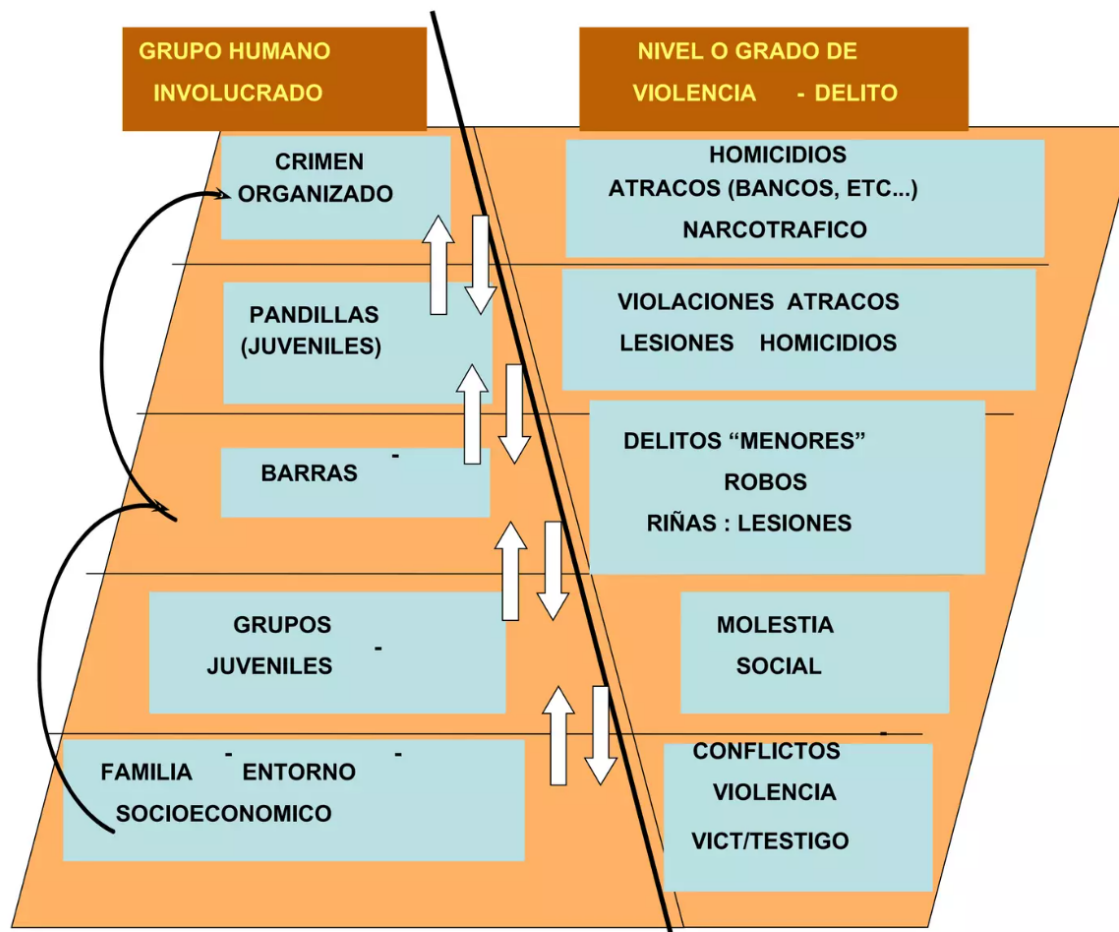 GRUPO HUMANO
INVOLUCRADO
NIVEL O GRADO DE
VIOLENCIA - DELITO
CRIMEN
ORGANIZADO
HOMICIDIOS
ATRACOS (BANCOS, ETC...)
NARCOTRAFICO
PANDILLAS
(JUVENILES)
VIOLACIONES ATRACOS
LESIONES HOMICIDIOS
BARRAS -
DELITOS “MENORES”
ROBOS
RIÑAS : LESIONES
GRUPOS
JUVENILES -
MOLESTIA
SOCIAL
FAMILIA - ENTORNO -
SOCIOECONOMICO
CONFLICTOS -
VIOLENCIA
VICT/TESTIGO